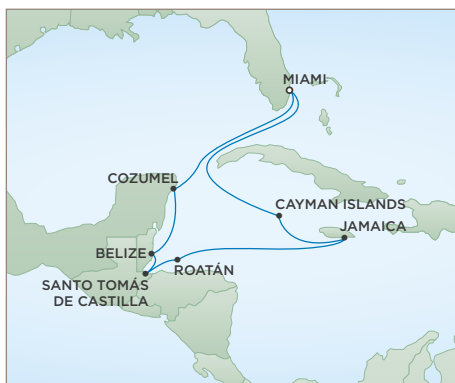 MIAMI
COZUMEL
CAYMAN ISLANDS
JAMAICA
BELIZE
ROATÁN
SANTO TOMÁS
DE CASTILLA